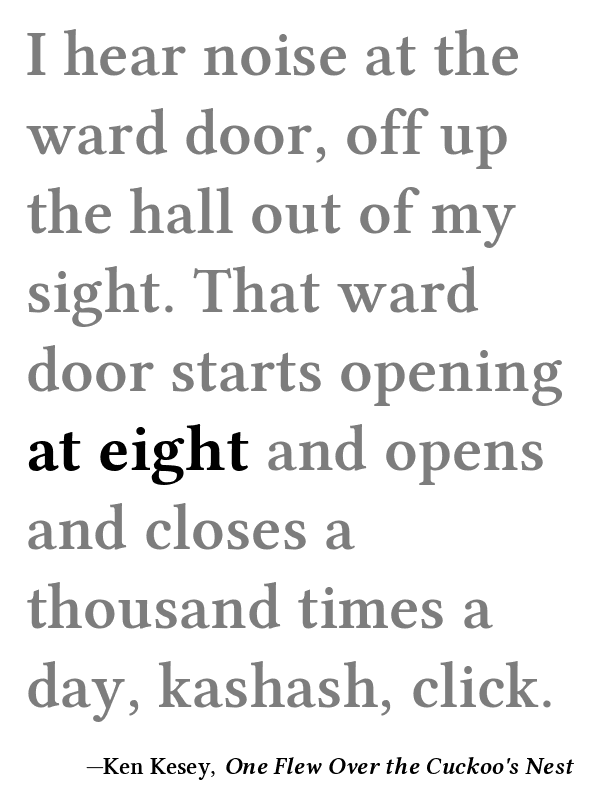 I hear noise at the
ward door, off up
the hall out of my
sight. That ward
door starts opening
at eight and opens
and closes a
thousand times a
day, kashash, click.
—Ken Kesey, One Flew Over the Cuckoo's Nest